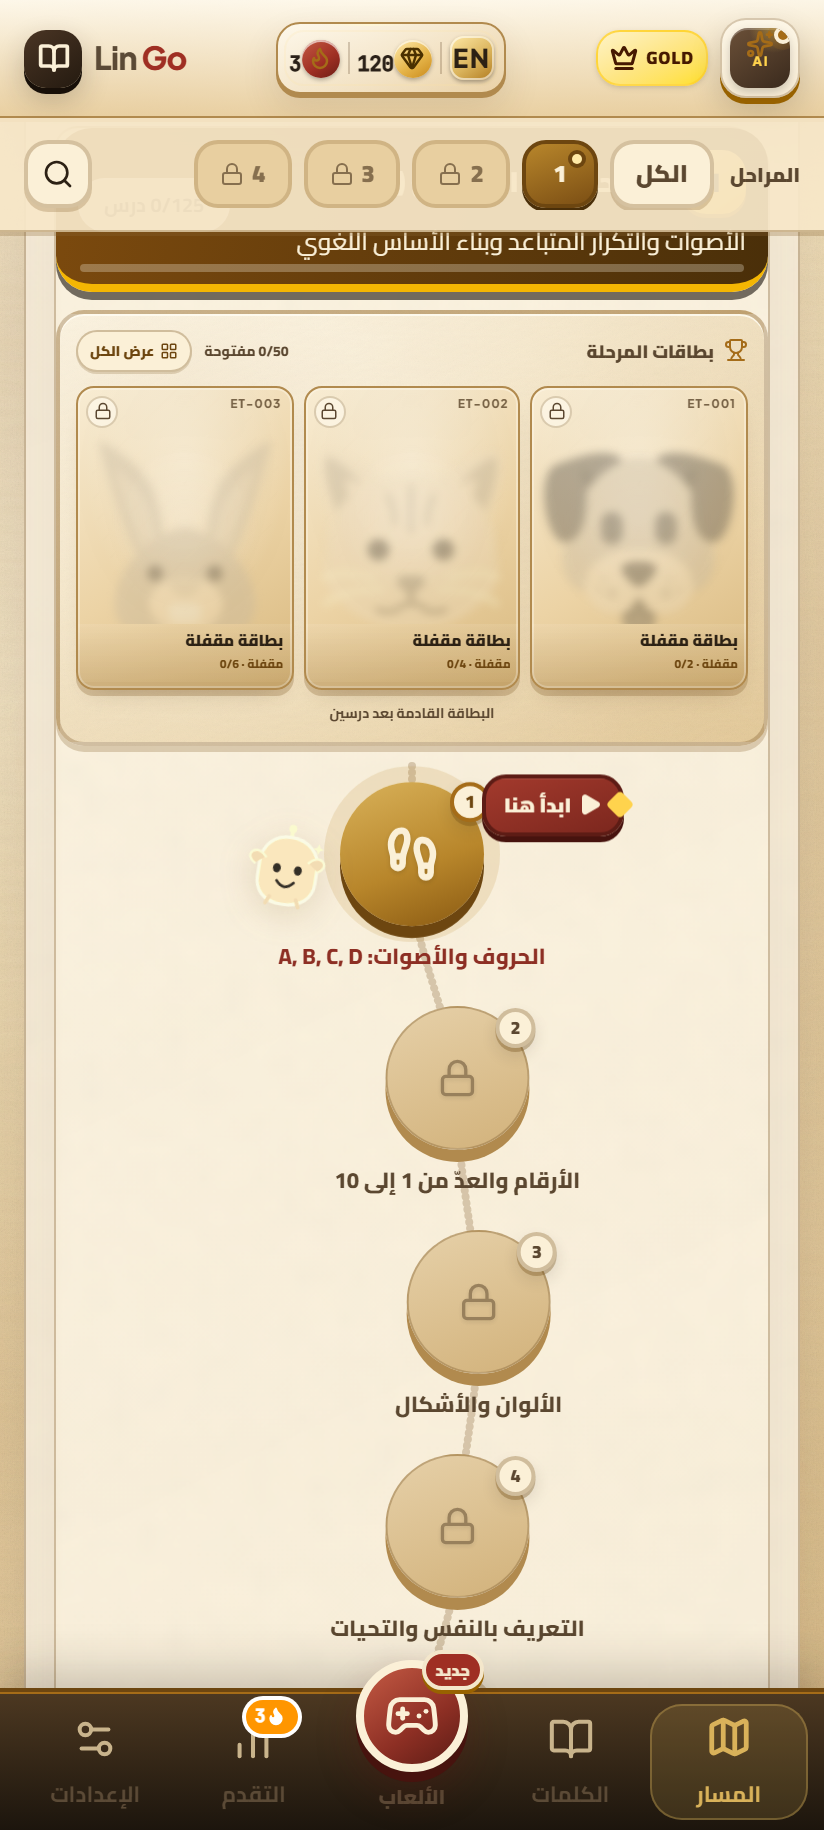 Lin Go
3
120
EN
GOLD
AI
المراحل
الكل
1
2
3
4
0/125 درس
الأصوات والتكرار المتباعد وبناء الأساس اللغوي
بطاقات المرحلة
0/50 مفتوحة
عرض الكل
ET-001
ET-002
ET-003
بطاقة مقفلة
مقفلة · 0/2
بطاقة مقفلة
مقفلة · 0/4
بطاقة مقفلة
مقفلة · 0/6
البطاقة القادمة بعد درسين
1
ابدأ هنا
الحروف والأصوات: A, B, C, D
2
الأرقام والعدّ من 1 إلى 10
3
الألوان والأشكال
4
التعريف بالنفس والتحيات
جديد
3
المسار
الكلمات
الألعاب
التقدم
الإعدادات